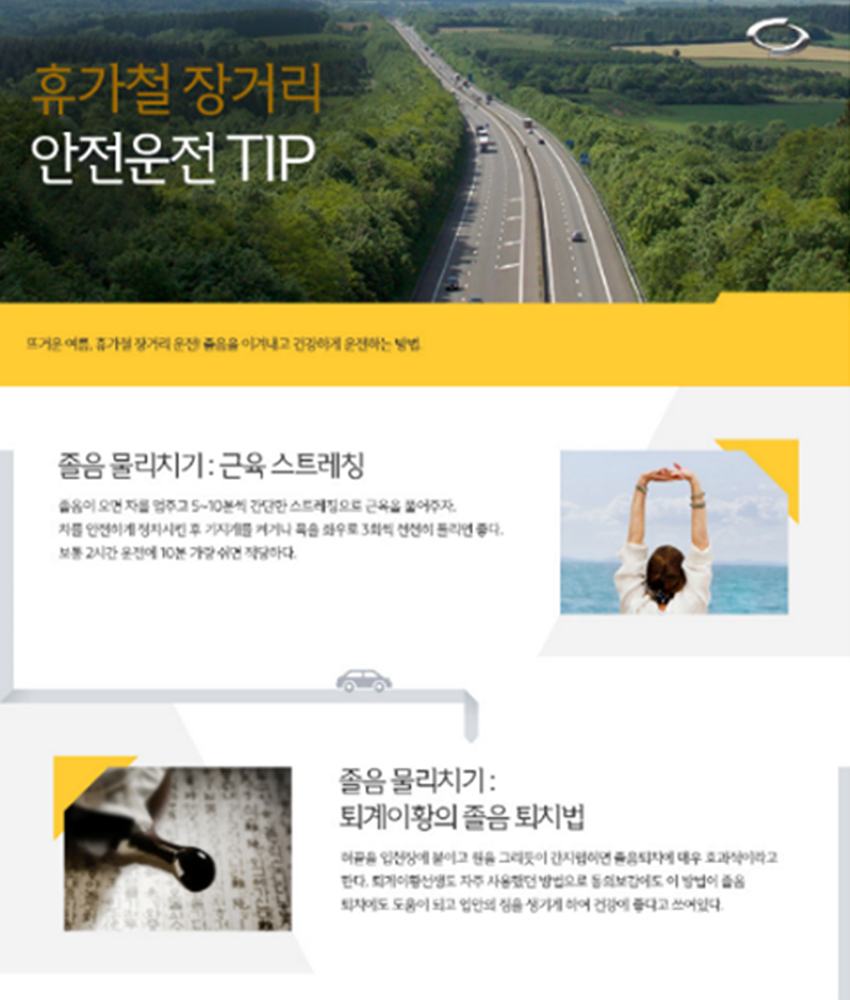 휴가철 장거리
안전운전 TIP
뜨거운 여름, 휴가철 장거리 운전! 졸음을 이겨내고 건강하게 운전하는 방법.
졸음 물리치기 : 근육 스트레칭
졸음이 오면 차를 멈추고 5~10분씩 간단한 스트레칭으로 근육을 풀어주자.
차를 안전하게 정차시킨 후 기지개를 켜거나 목을 좌우로 3회씩 천천히 돌리면 좋다.
보통 2시간 운전에 10분 가량 쉬면 적당하다.
졸음 물리치기 :
퇴계이황의 졸음 퇴치법
혀끝을 입천장에 붙이고 원을 그리듯이 간지럽히면 졸음퇴치에 매우 효과적이라고
한다. 퇴계이황선생도 자주 사용했던 방법으로 동의보감에도 이 방법이 졸음
퇴치에도 도움이 되고 입안의 침을 생기게 하여 건강에 좋다고 쓰여있다.